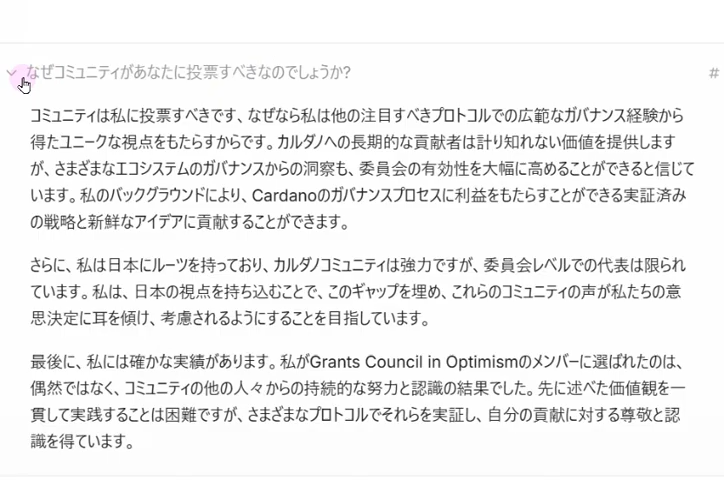 なぜコミュニティがあなたに投票すべきなのでしょうか?
#
コミュニティは私に投票すべきです、なぜなら私は他の注目すべきプロトコルでの広範なガバナンス経験から
得たユニークな視点をもたらすからです。カルダノへの長期的な貢献者は計り知れない価値を提供します
が、さまざまなエコシステムのガバナンスからの洞察も、委員会の有効性を大幅に高めることができると信じて
います。私のバックグラウンドにより、Cardanoのガバナンスプロセスに利益をもたらすことができる実証済み
の戦略と新鮮なアイデアに貢献することができます。
さらに、私は日本にルーツを持っており、カルダノコミュニティは強力ですが、委員会レベルでの代表は限られ
ています。私は、日本の視点を持ち込むことで、このギャップを埋め、これらのコミュニティの声が私たちの意
思決定に耳を傾け、考慮されるようにすることを目指しています。
最後に、私には確かな実績があります。私がGrants Council in Optimismのメンバーに選ばれたのは、
偶然ではなく、コミュニティの他の人々からの持続的な努力と認識の結果でした。先に述べた価値観を一
貫して実践することは困難ですが、さまざまなプロトコルでそれらを実証し、自分の貢献に対する尊敬と認
識を得ています。